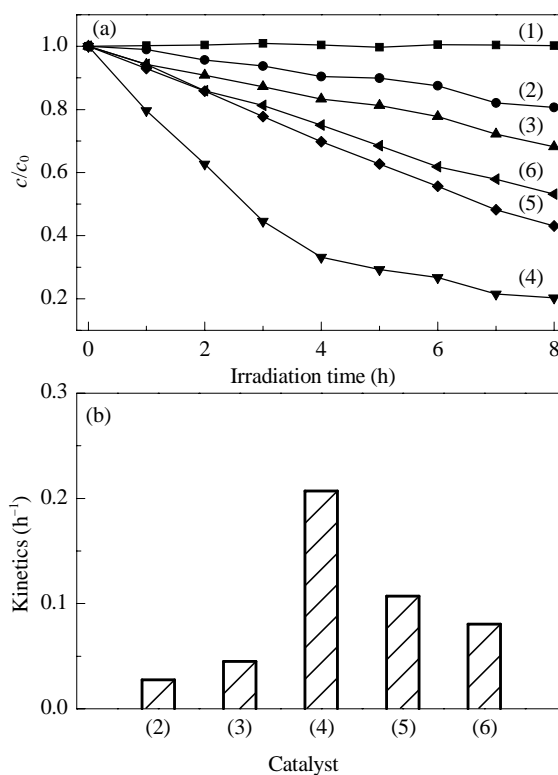 (a)
(1)
(2)
(3)
(6)
(5)
(4)
1.0
0.8
0.6
0.4
0.2
c/c₀
0 2 4 6 8
Irradiation time (h)
(b)
0.3
0.2
0.1
0.0
Kinetics (h⁻¹)
(2) (3) (4) (5) (6)
Catalyst